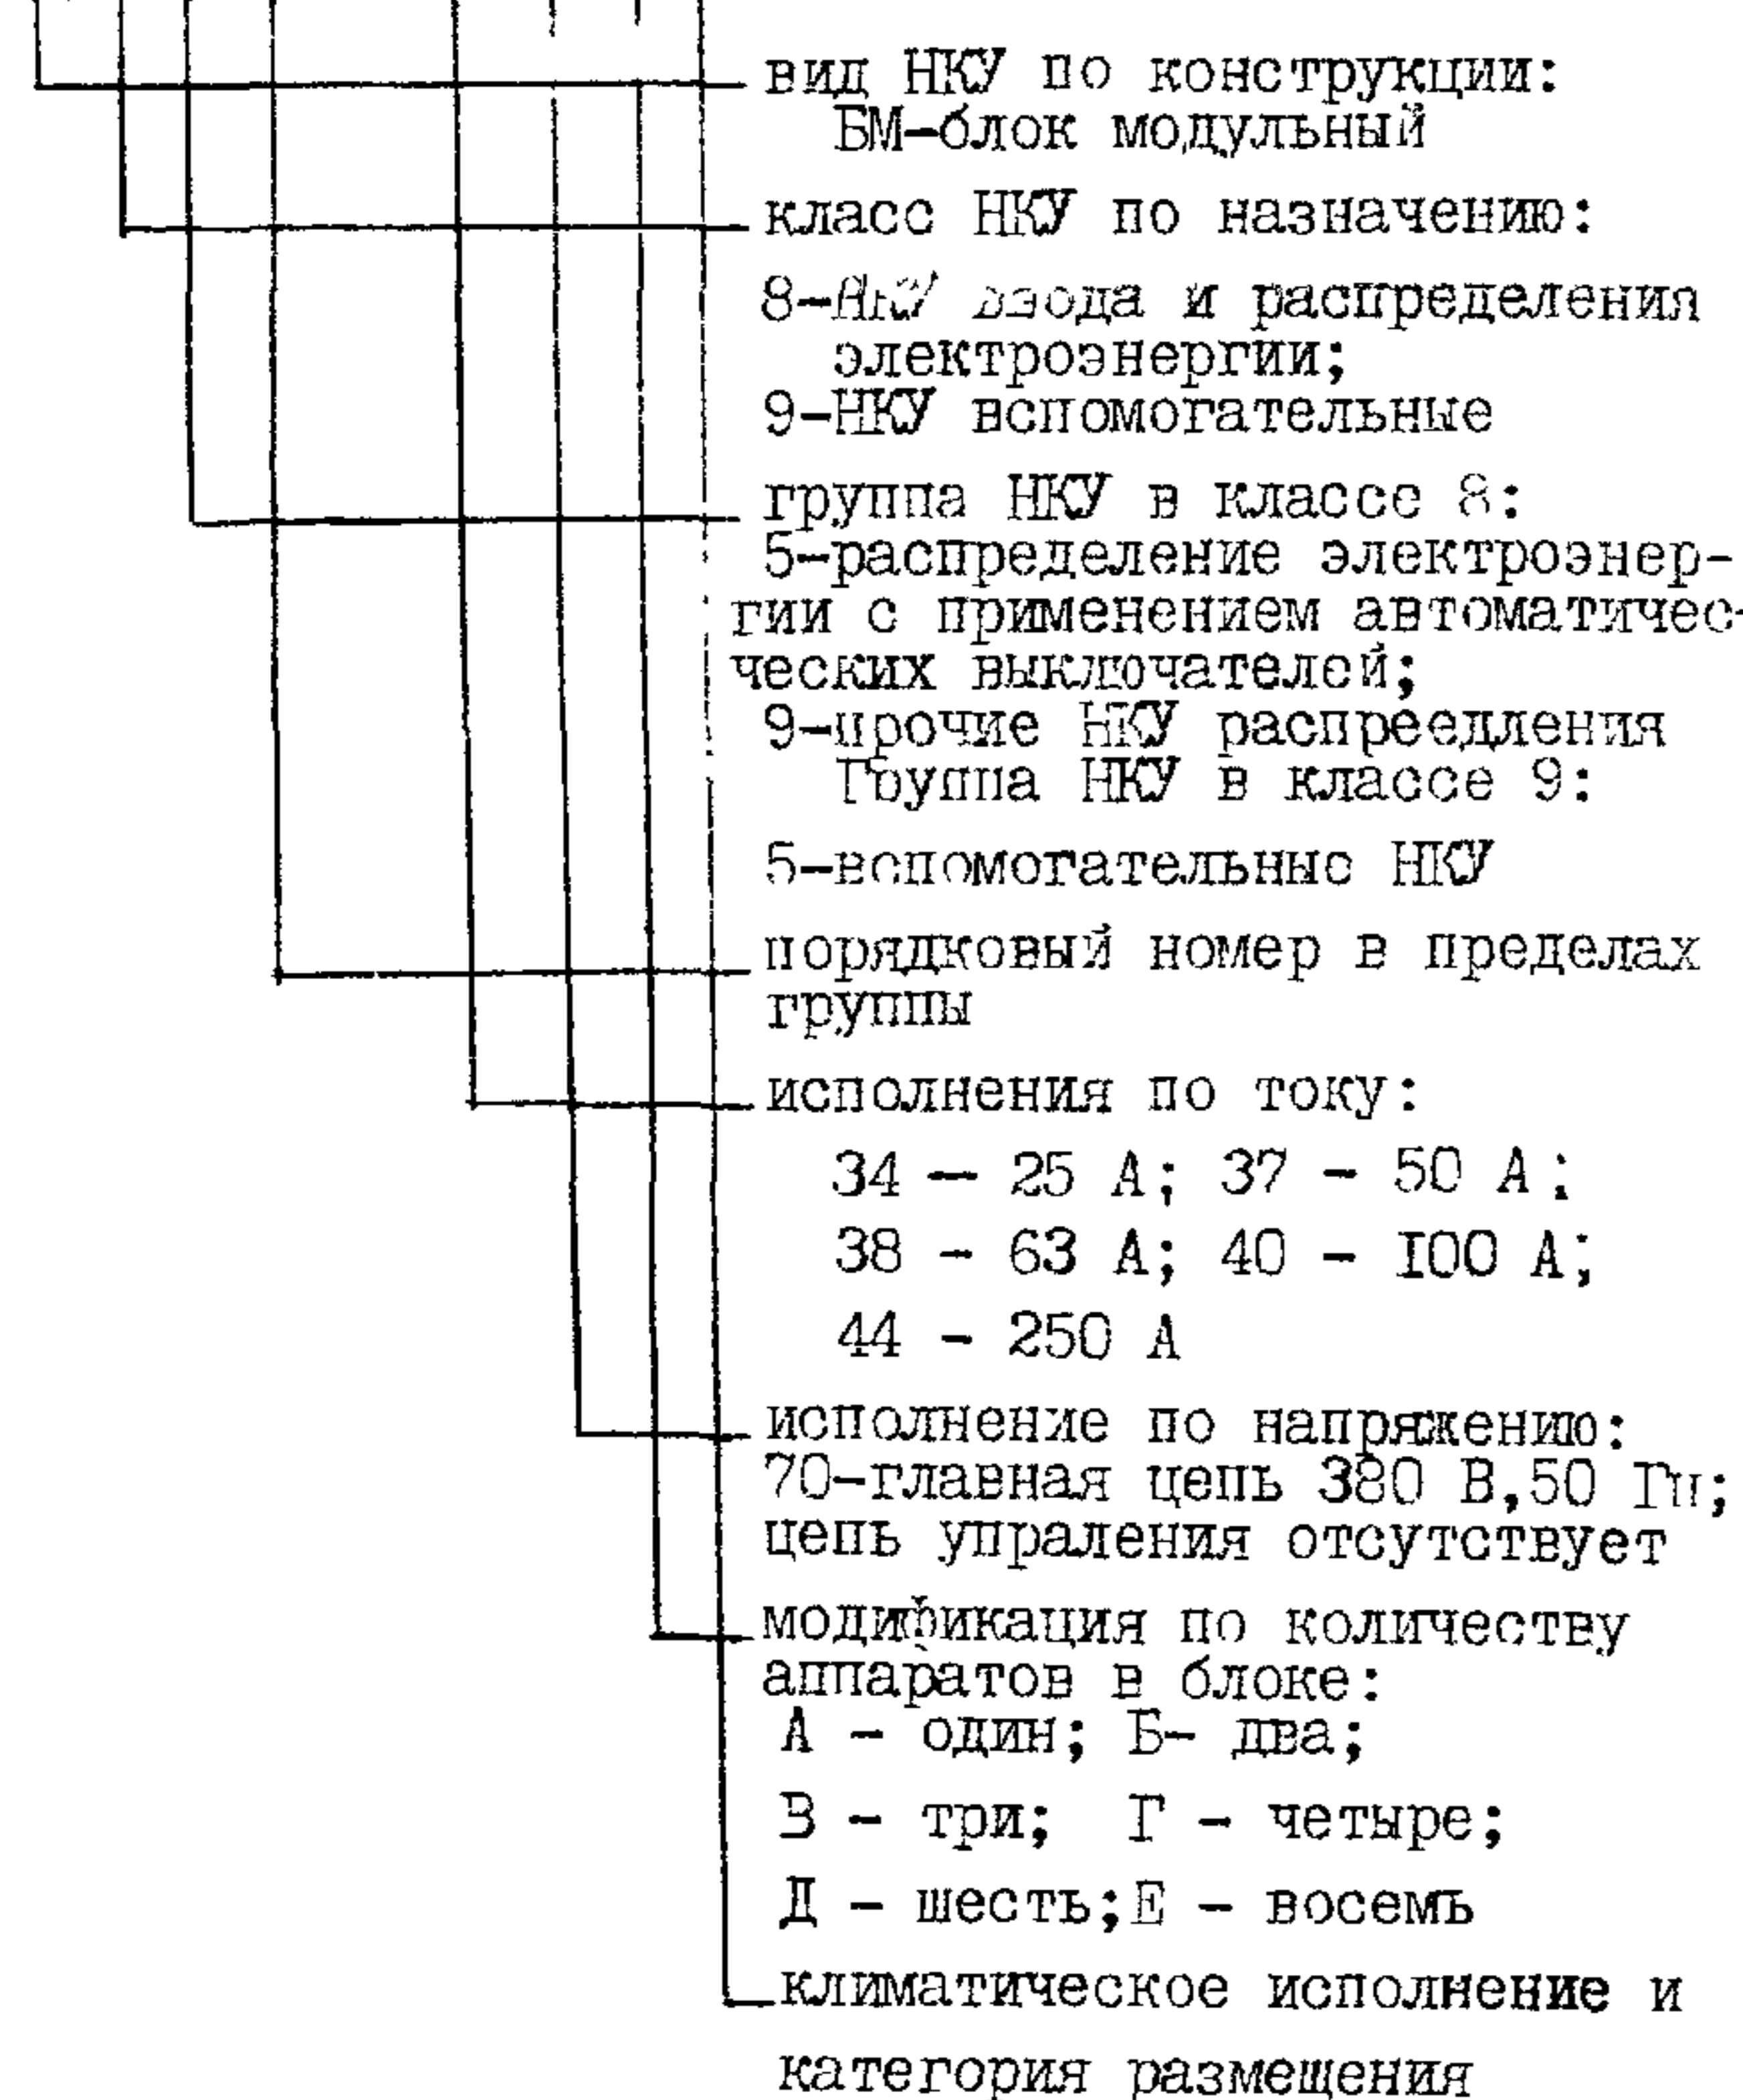 вид НКУ по конструкции:
БМ-блок модульный
класс НКУ по назначению:
8-НКУ ввода и распределения
электроэнергии;
9-НКУ вспомогательные
группа НКУ в классе 8:
5-распределение электроэнер-
гии с применением автоматичес-
ческих выключателей;
9-прочие НКУ распреедления
Группа НКУ в классе 9:
5-вспомогательные НКУ
порядковый номер в пределах
группы
исполнения по току:
34 — 25 А; 37 - 50 А;
38 - 63 А; 40 - I00 А;
44 - 250 А
исполнение по напряжению:
70-главная цепь 380 В,50 Гц;
цепь упраления отсутствует
модификация по количеству
аппаратов в блоке:
А - один; Б- два;
В - три; Г - четыре;
Д - шесть;Е - восемь
климатическое исполнение и
категория размещения